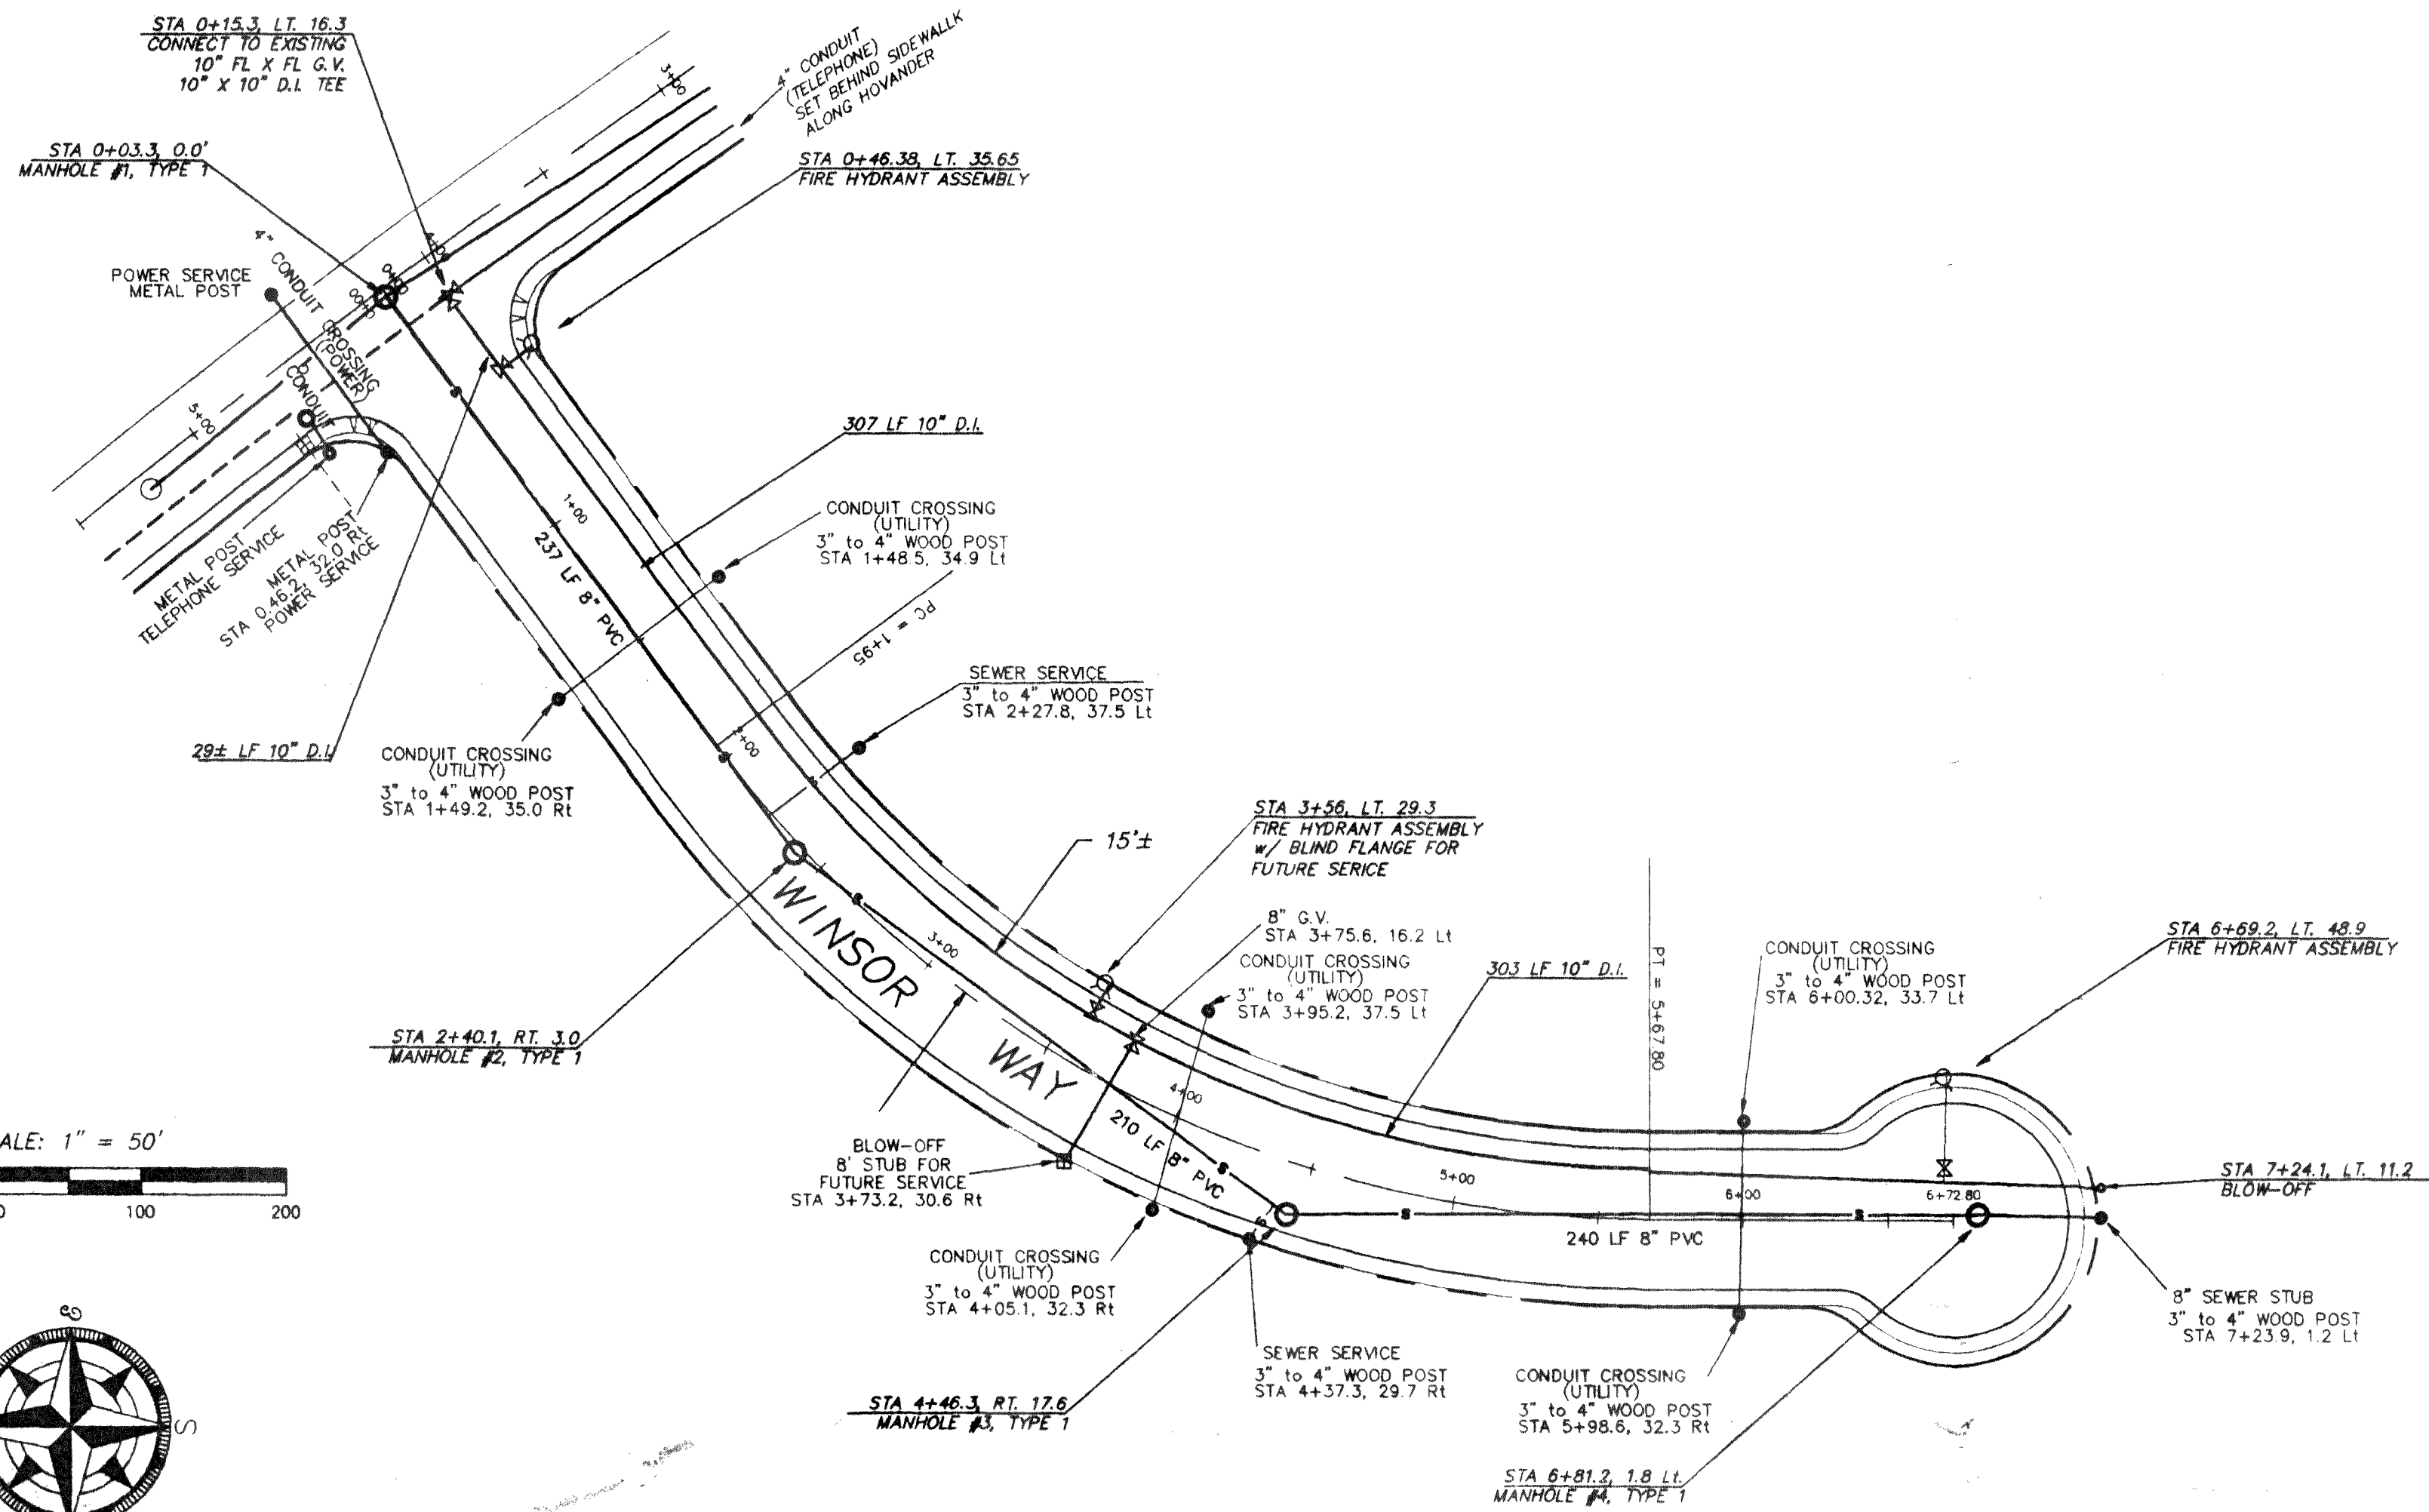 STA 0+15.3, LT. 16.3
CONNECT TO EXISTING
10" FL X FL G.V.
10" X 10" D.I. TEE
4" CONDUIT
(TELEPHONE)
SET BEHIND SIDEWALLK
ALONG HOVANDER
3+00
STA 0+03.3, 0.0'
MANHOLE #1, TYPE 1
STA 0+46.38, LT. 35.65
FIRE HYDRANT ASSEMBLY
POWER SERVICE
METAL POST
4" CONDUIT CROSSING
(POWER)
CONDUIT
4+00
0+00
5+00
METAL POST
TELEPHONE SERVICE
METAL POST
STA 0.46.2, 32.0 Rt
POWER SERVICE
307 LF 10" D.I.
1+00
237 LF 8" PVC
CONDUIT CROSSING
(UTILITY)
3" to 4" WOOD POST
STA 1+48.5, 34.9 Lt
PC = 1+95
SEWER SERVICE
3" to 4" WOOD POST
STA 2+27.8, 37.5 Lt
2+00
29± LF 10" D.I.
CONDUIT CROSSING
(UTILITY)
3" to 4" WOOD POST
STA 1+49.2, 35.0 Rt
15'±
STA 3+56, LT. 29.3
FIRE HYDRANT ASSEMBLY
w/ BLIND FLANGE FOR
FUTURE SERICE
8" G.V.
STA 3+75.6, 16.2 Lt
CONDUIT CROSSING
(UTILITY)
3" to 4" WOOD POST
STA 3+95.2, 37.5 Lt
303 LF 10" D.I.
PT = 5+67.80
CONDUIT CROSSING
(UTILITY)
3" to 4" WOOD POST
STA 6+00.32, 33.7 Lt
STA 6+69.2, LT. 48.9
FIRE HYDRANT ASSEMBLY
WINSOR WAY
3+00
STA 2+40.1, RT. 3.0
MANHOLE #2, TYPE 1
4+00
210 LF 8" PVC
BLOW-OFF
8' STUB FOR
FUTURE SERVICE
STA 3+73.2, 30.6 Rt
5+00
6+00
6+72.80
240 LF 8" PVC
STA 7+24.1, LT. 11.2
BLOW-OFF
ALE: 1" = 50'
0 100 200
CONDUIT CROSSING
(UTILITY)
3" to 4" WOOD POST
STA 4+05.1, 32.3 Rt
8" SEWER STUB
3" to 4" WOOD POST
STA 7+23.9, 1.2 Lt
SEWER SERVICE
3" to 4" WOOD POST
STA 4+37.3, 29.7 Rt
CONDUIT CROSSING
(UTILITY)
3" to 4" WOOD POST
STA 5+98.6, 32.3 Rt
STA 4+46.3, RT. 17.6
MANHOLE #3, TYPE 1
STA 6+81.2, 1.8 Lt.
MANHOLE #4, TYPE 1
S